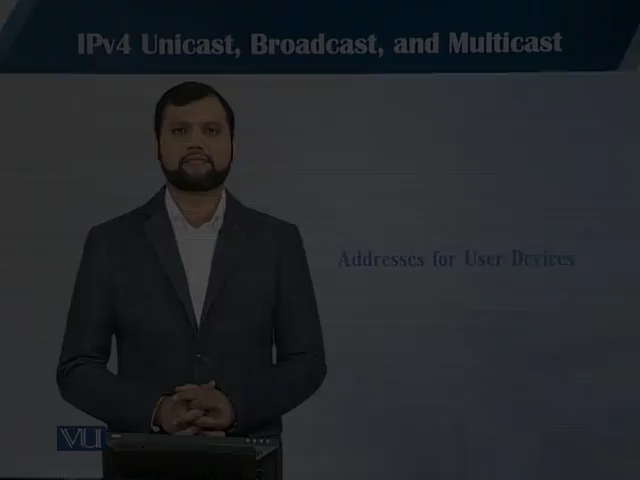 IPv4 Unicast, Broadcast, and Multicast
Addresses for User Devices
VU